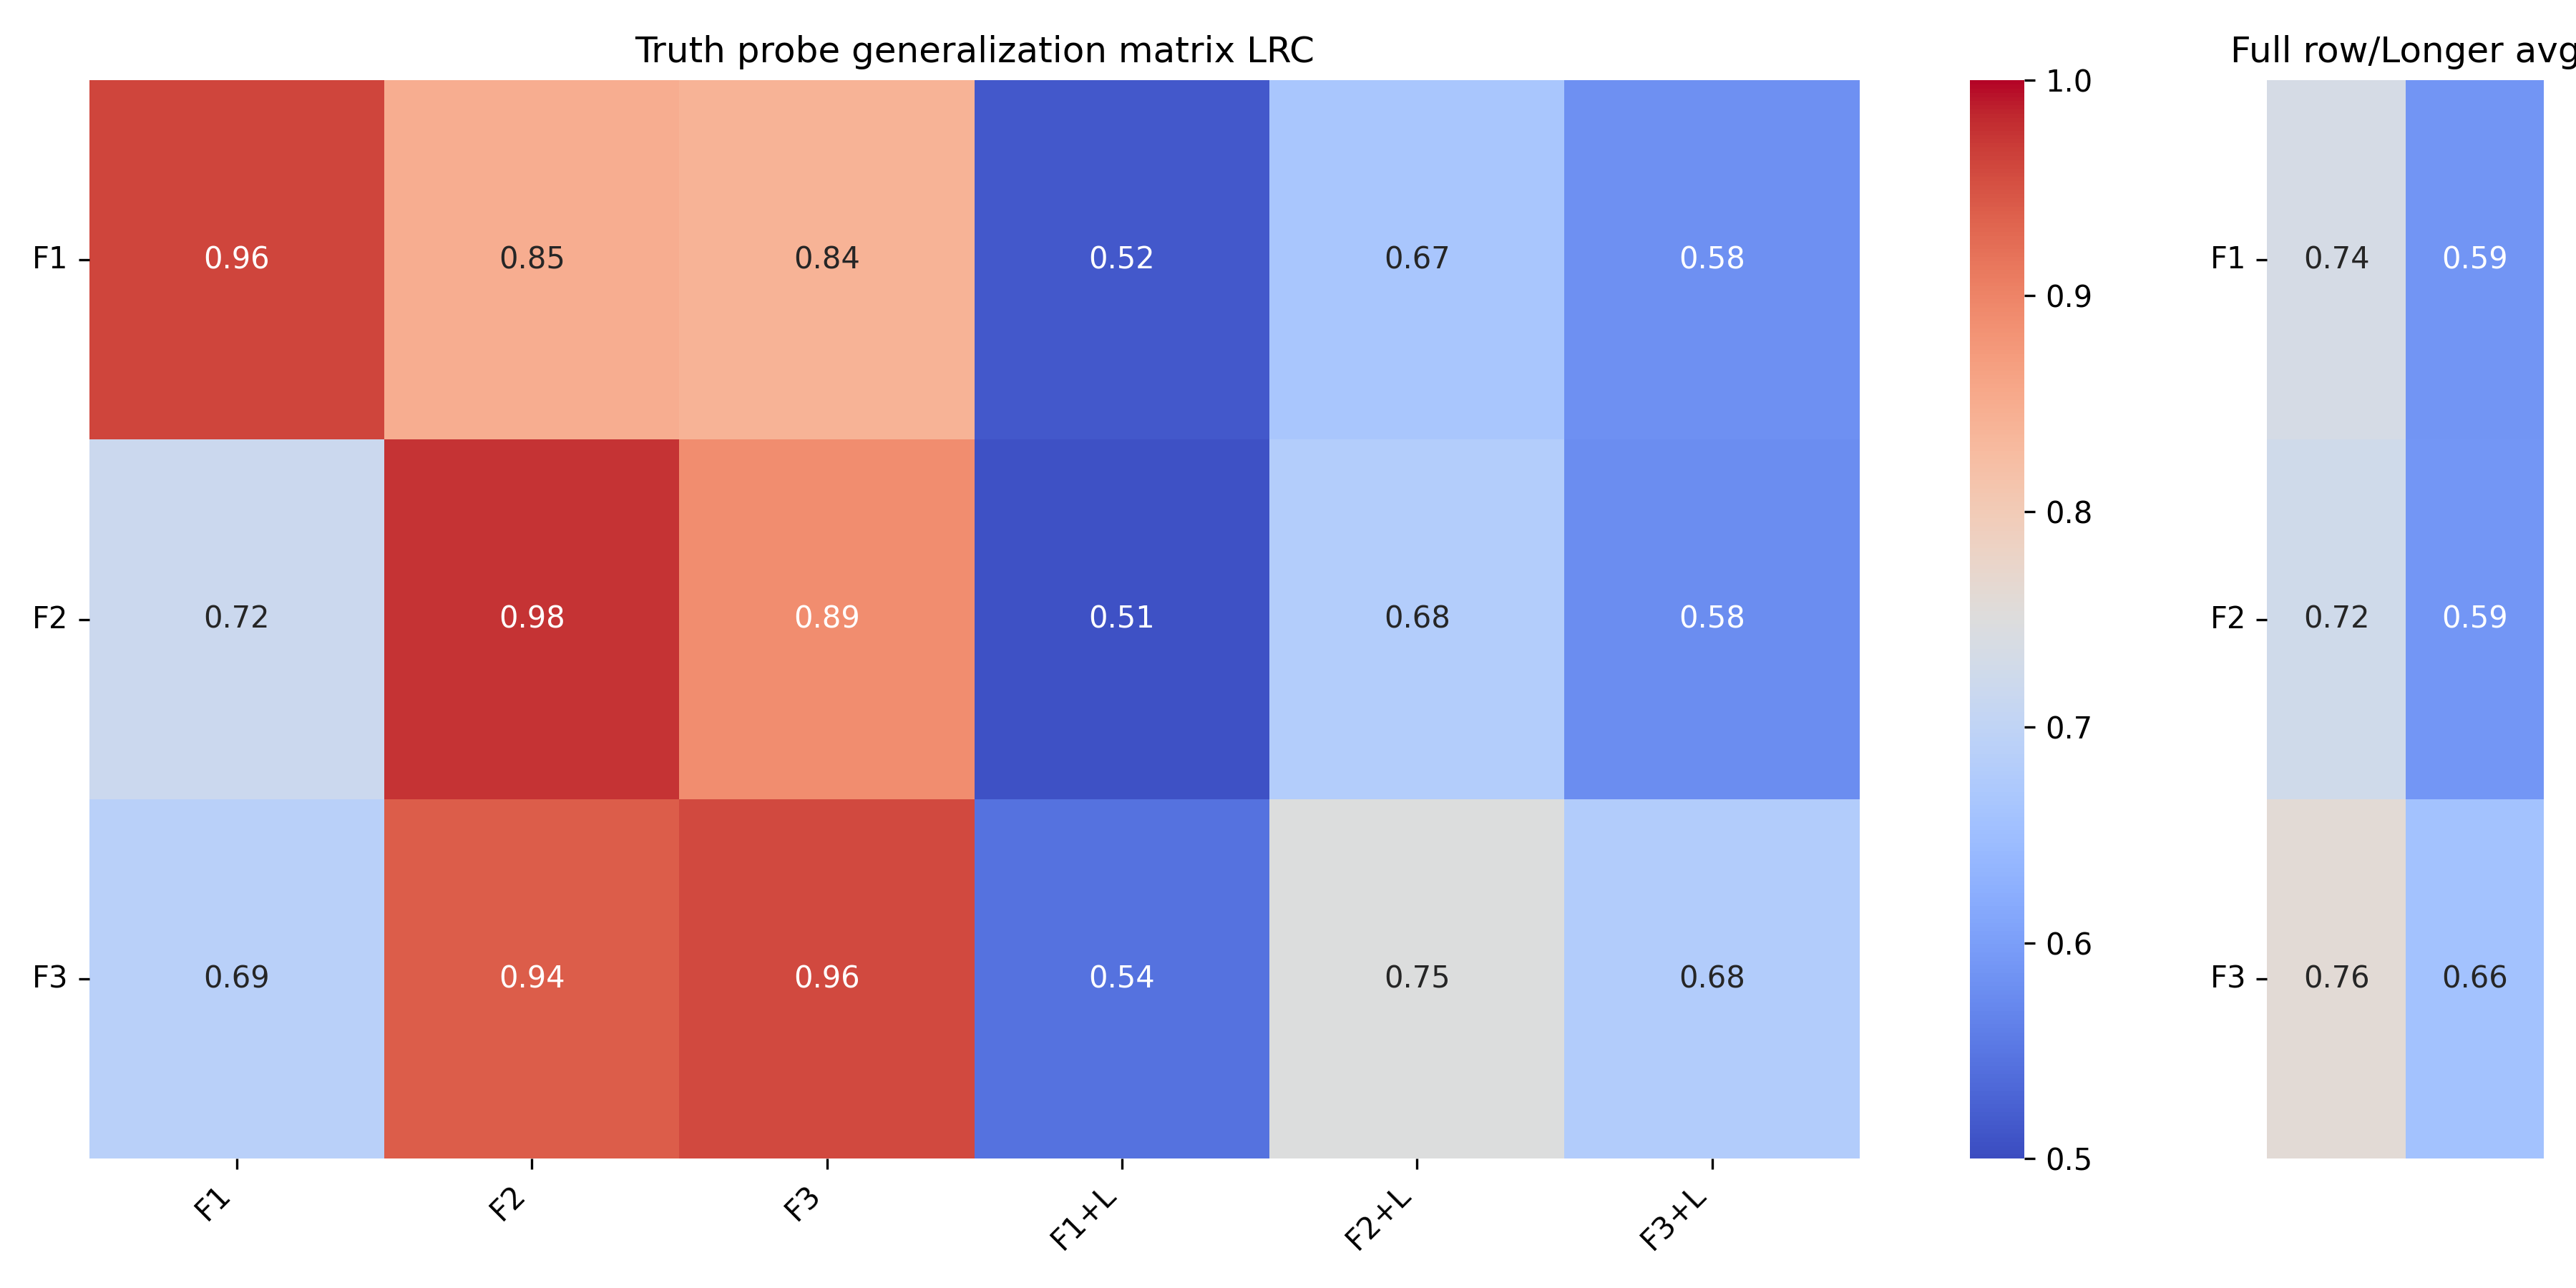 Truth probe generalization matrix LRC
F1 0.96 0.85 0.84 0.52 0.67 0.58
F2 0.72 0.98 0.89 0.51 0.68 0.58
F3 0.69 0.94 0.96 0.54 0.75 0.68
F1 F2 F3 F1+L F2+L F3+L
1.0
0.9
0.8
0.7
0.6
0.5
Full row/Longer avg
F1 0.74 0.59
F2 0.72 0.59
F3 0.76 0.66